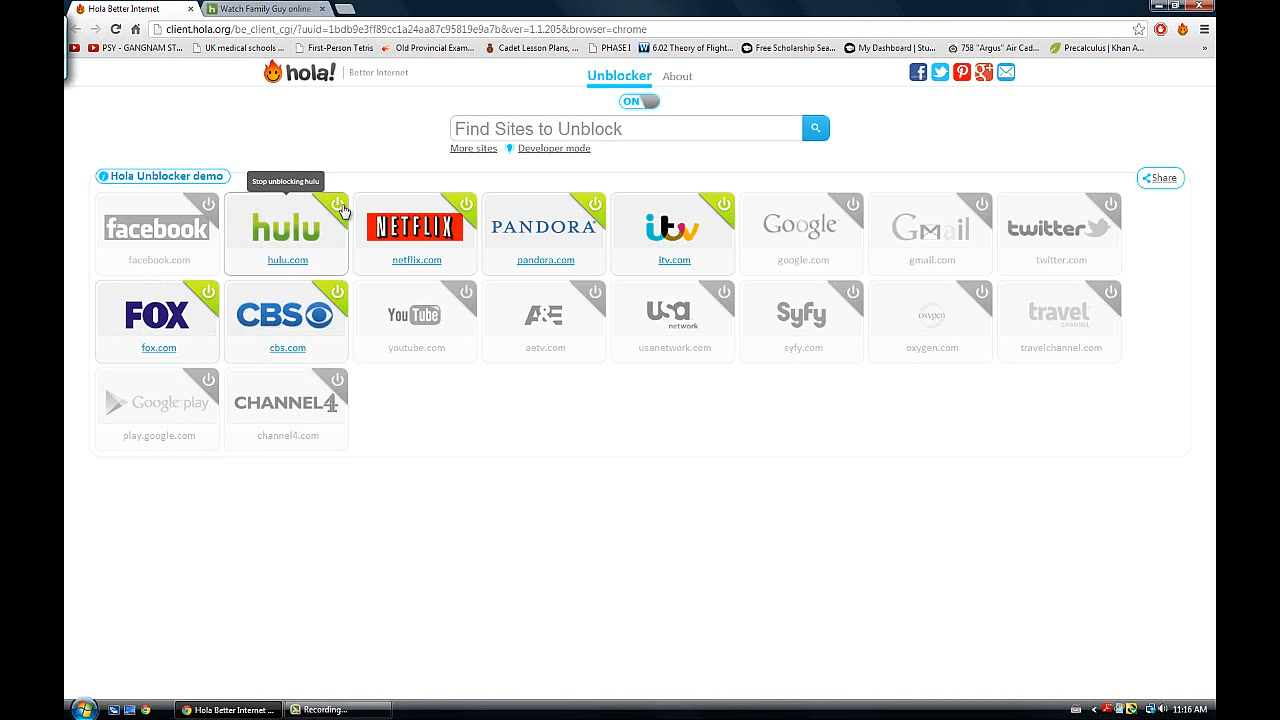 Hola Better Internet
Watch Family Guy online
client.hola.org/be_client_cgi/?uuid=1bdb9e3ff89cc1a24aa87c95819e9a7b&ver=1.1.205&browser=chrome
PSY - GANGNAM ST...
UK medical schools ...
First-Person Tetris
Old Provincial Exam...
Cadet Lesson Plans, ...
PHASE I
6.02 Theory of Flight...
Free Scholarship Sea...
My Dashboard | Stu...
758 "Argus" Air Cad...
Precalculus | Khan A...
»
hola!
Better Internet
Unblocker
About
ON
Find Sites to Unblock
More sites
Developer mode
Hola Unblocker demo
Stop unblocking hulu
Share
facebook
hulu
NETFLIX
PANDORA
itv
Google
Gmail
twitter
facebook.com
hulu.com
netflix.com
pandora.com
itv.com
google.com
gmail.com
twitter.com
FOX
CBS
YouTube
A&E
usa network
Syfy
oxygen
travel CHANNEL
fox.com
cbs.com
youtube.com
aetv.com
usanetwork.com
syfy.com
oxygen.com
travelchannel.com
Google play
CHANNEL4
play.google.com
channel4.com
Hola Better Internet ...
Recording...
11:16 AM